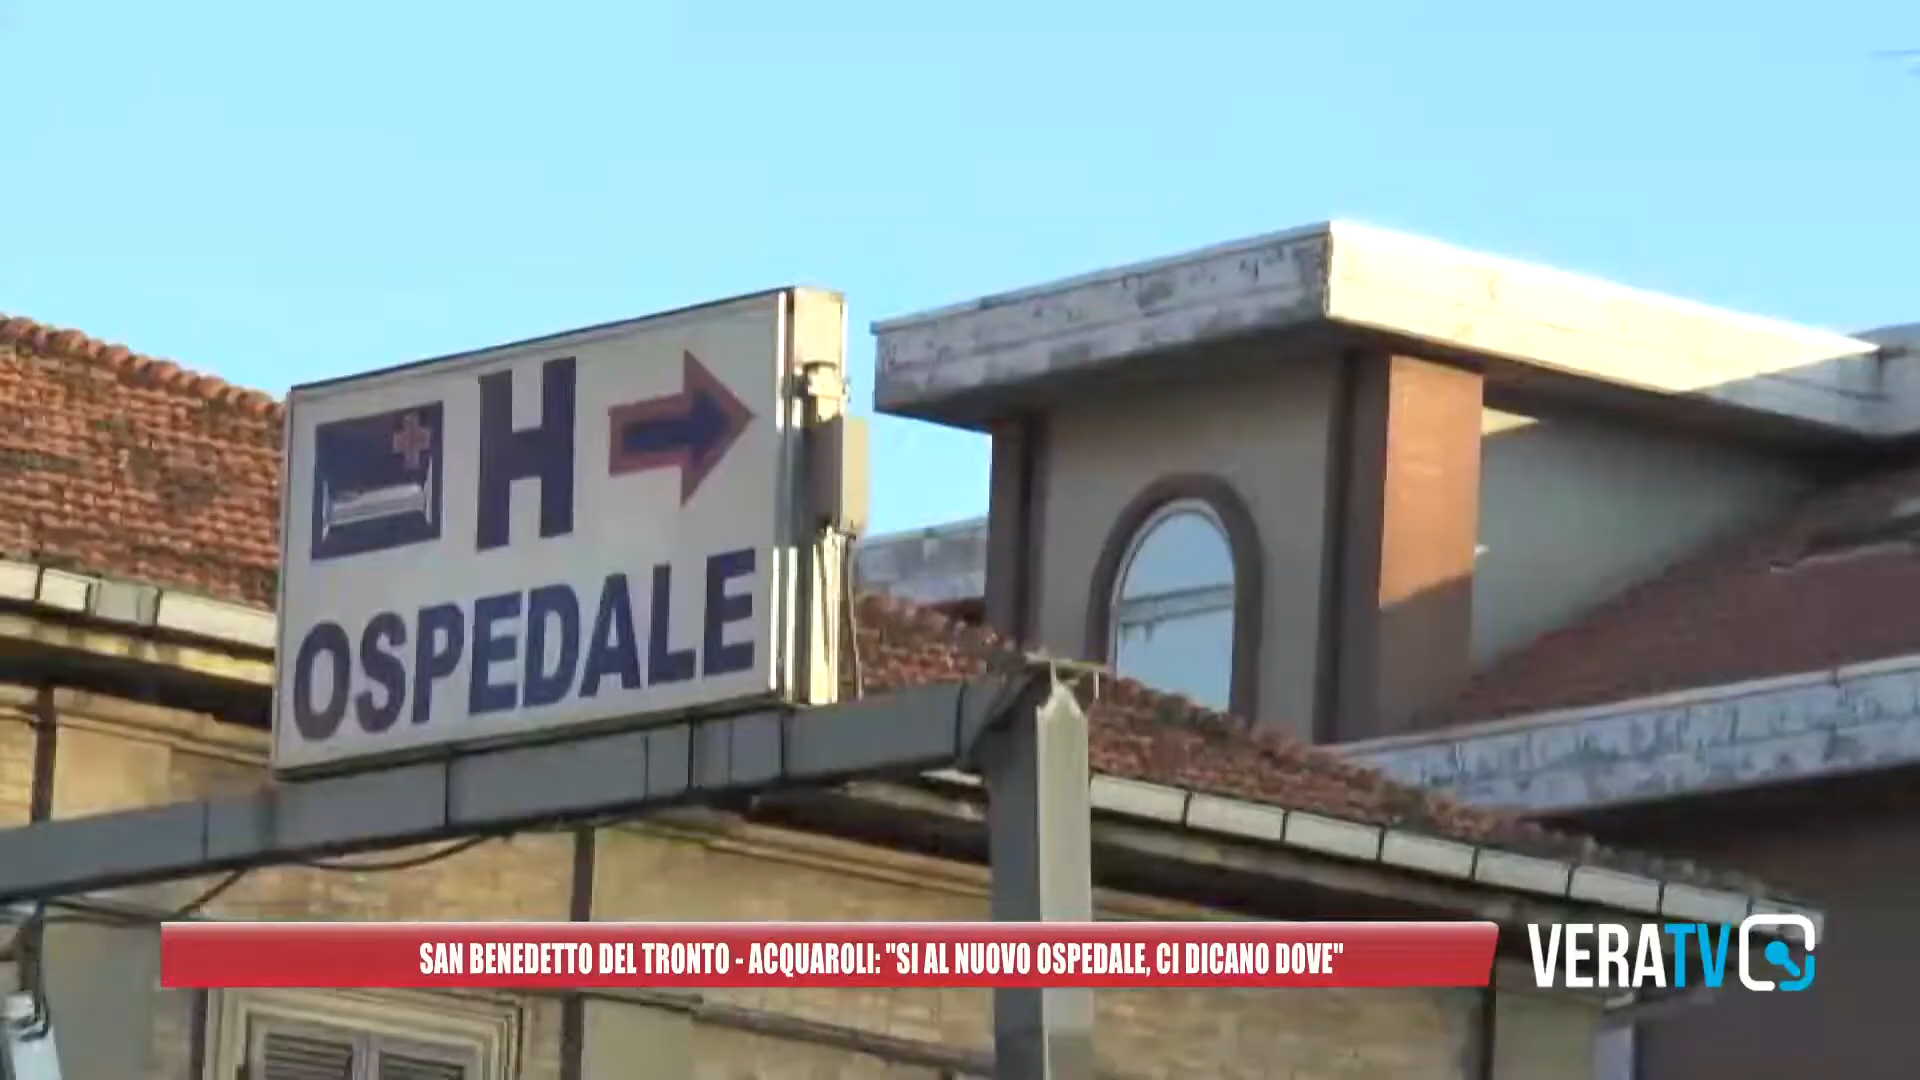 H
OSPEDALE
SAN BENEDETTO DEL TRONTO - ACQUAROLI: "SI AL NUOVO OSPEDALE, CI DICANO DOVE"
VERATV